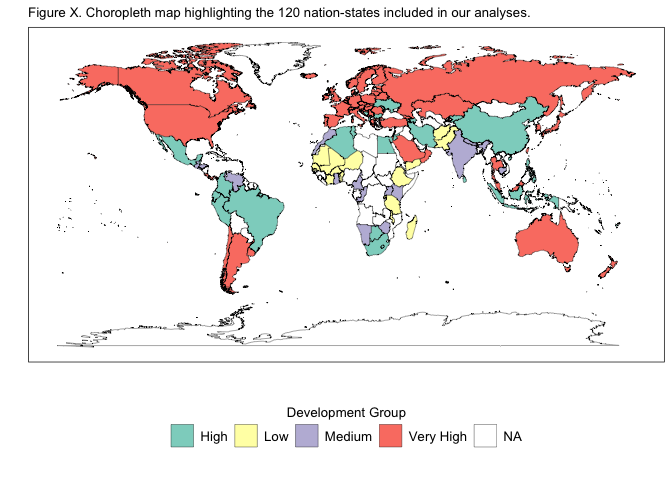 Figure X. Choropleth map highlighting the 120 nation-states included in our analyses.
Development Group
High Low Medium Very High NA